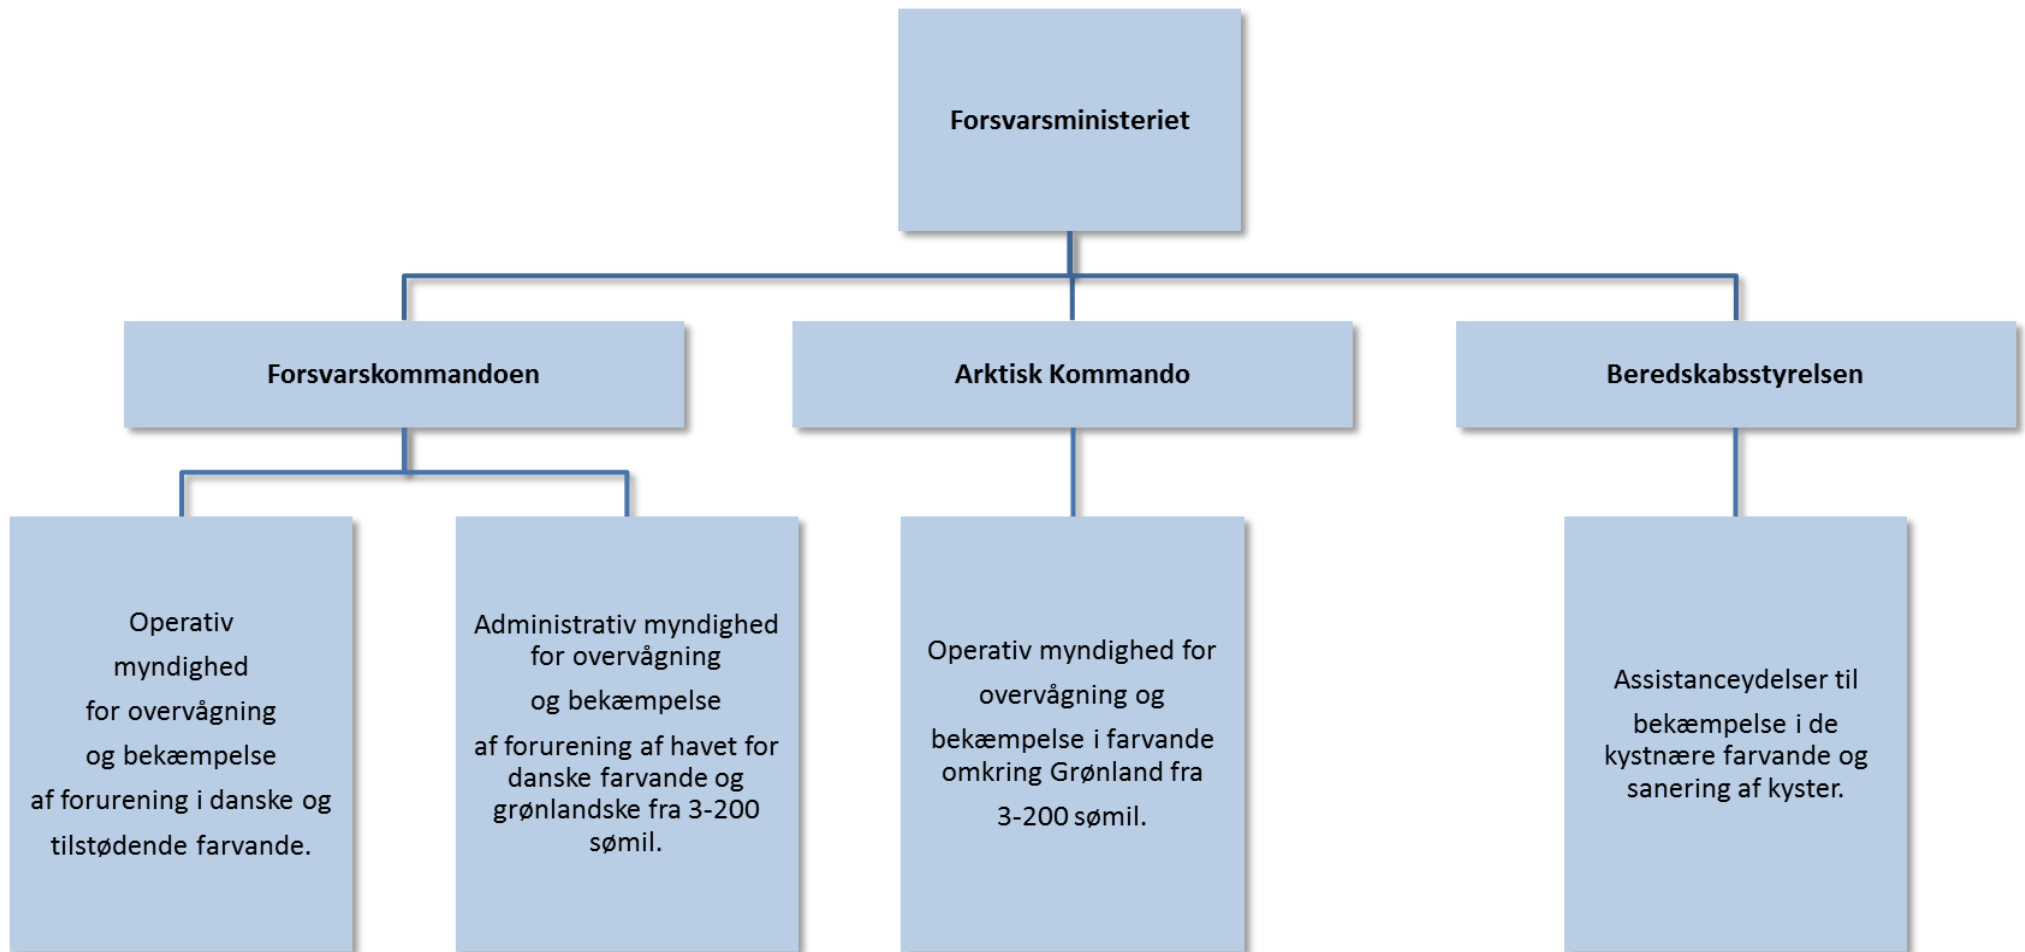 Forsvarsministeriet
Forsvarskommandoen
Arktisk Kommando
Beredskabsstyrelsen
Operativ
myndighed
for overvågning
og bekæmpelse
af forurening i danske og
tilstødende farvande.
Administrativ myndighed
for overvågning
og bekæmpelse
af forurening af havet for
danske farvande og
grønlandske fra 3-200
sømil.
Operativ myndighed for
overvågning og
bekæmpelse i farvande
omkring Grønland fra
3-200 sømil.
Assistanceydelser til
bekæmpelse i de
kystnære farvande og
sanering af kyster.